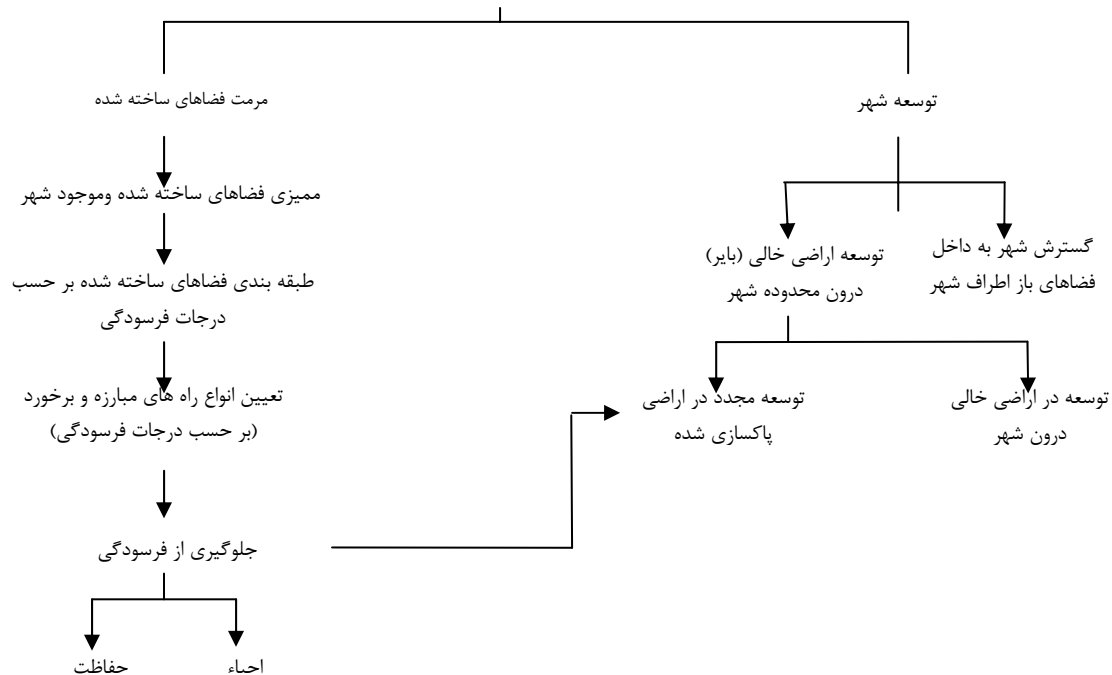 توسعه شهر
مرمت فضاهای ساخته شده
ممیزی فضاهای ساخته شده وموجود شهر
گسترش شهر به داخل
فضاهای باز اطراف شهر
توسعه اراضی خالی (بایر)
درون محدوده شهر
طبقه بندی فضاهای ساخته شده بر حسب
درجات فرسودگی
توسعه در اراضی خالی
درون شهر
توسعه مجدد در اراضی
پاکسازی شده
تعیین انواع راه های مبارزه و برخورد
(بر حسب درجات فرسودگی)
جلوگیری از فرسودگی
احیاء
حفاظت